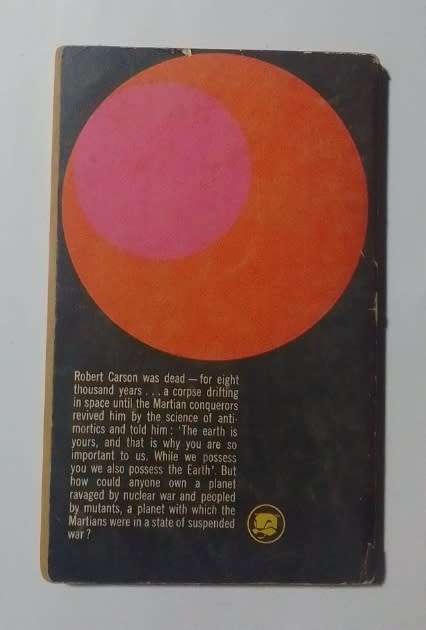 Robert Carson was dead — for eight
thousand years . . . a corpse drifting
in space until the Martian conquerors
revived him by the science of anti-
mortics and told him : 'The earth is
yours, and that is why you are so
important to us. While we possess
you we also possess the Earth'. But
how could anyone own a planet
ravaged by nuclear war and peopled
by mutants, a planet with which the
Martians were in a state of suspended
war?